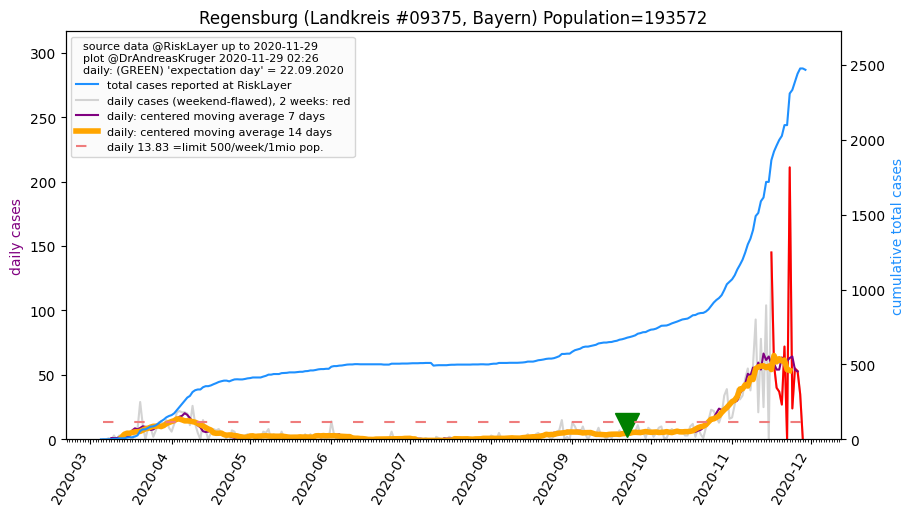 Regensburg (Landkreis #09375, Bayern) Population=193572
source data @RiskLayer up to 2020-11-29
plot @DrAndreasKruger 2020-11-29 02:26
daily: (GREEN) 'expectation day' = 22.09.2020
total cases reported at RiskLayer
daily cases (weekend-flawed), 2 weeks: red
daily: centered moving average 7 days
daily: centered moving average 14 days
daily 13.83 =limit 500/week/1mio pop.
daily cases
300
250
200
150
100
50
0
cumulative total cases
2500
2000
1500
1000
500
0
2020-03
2020-04
2020-05
2020-06
2020-07
2020-08
2020-09
2020-10
2020-11
2020-12